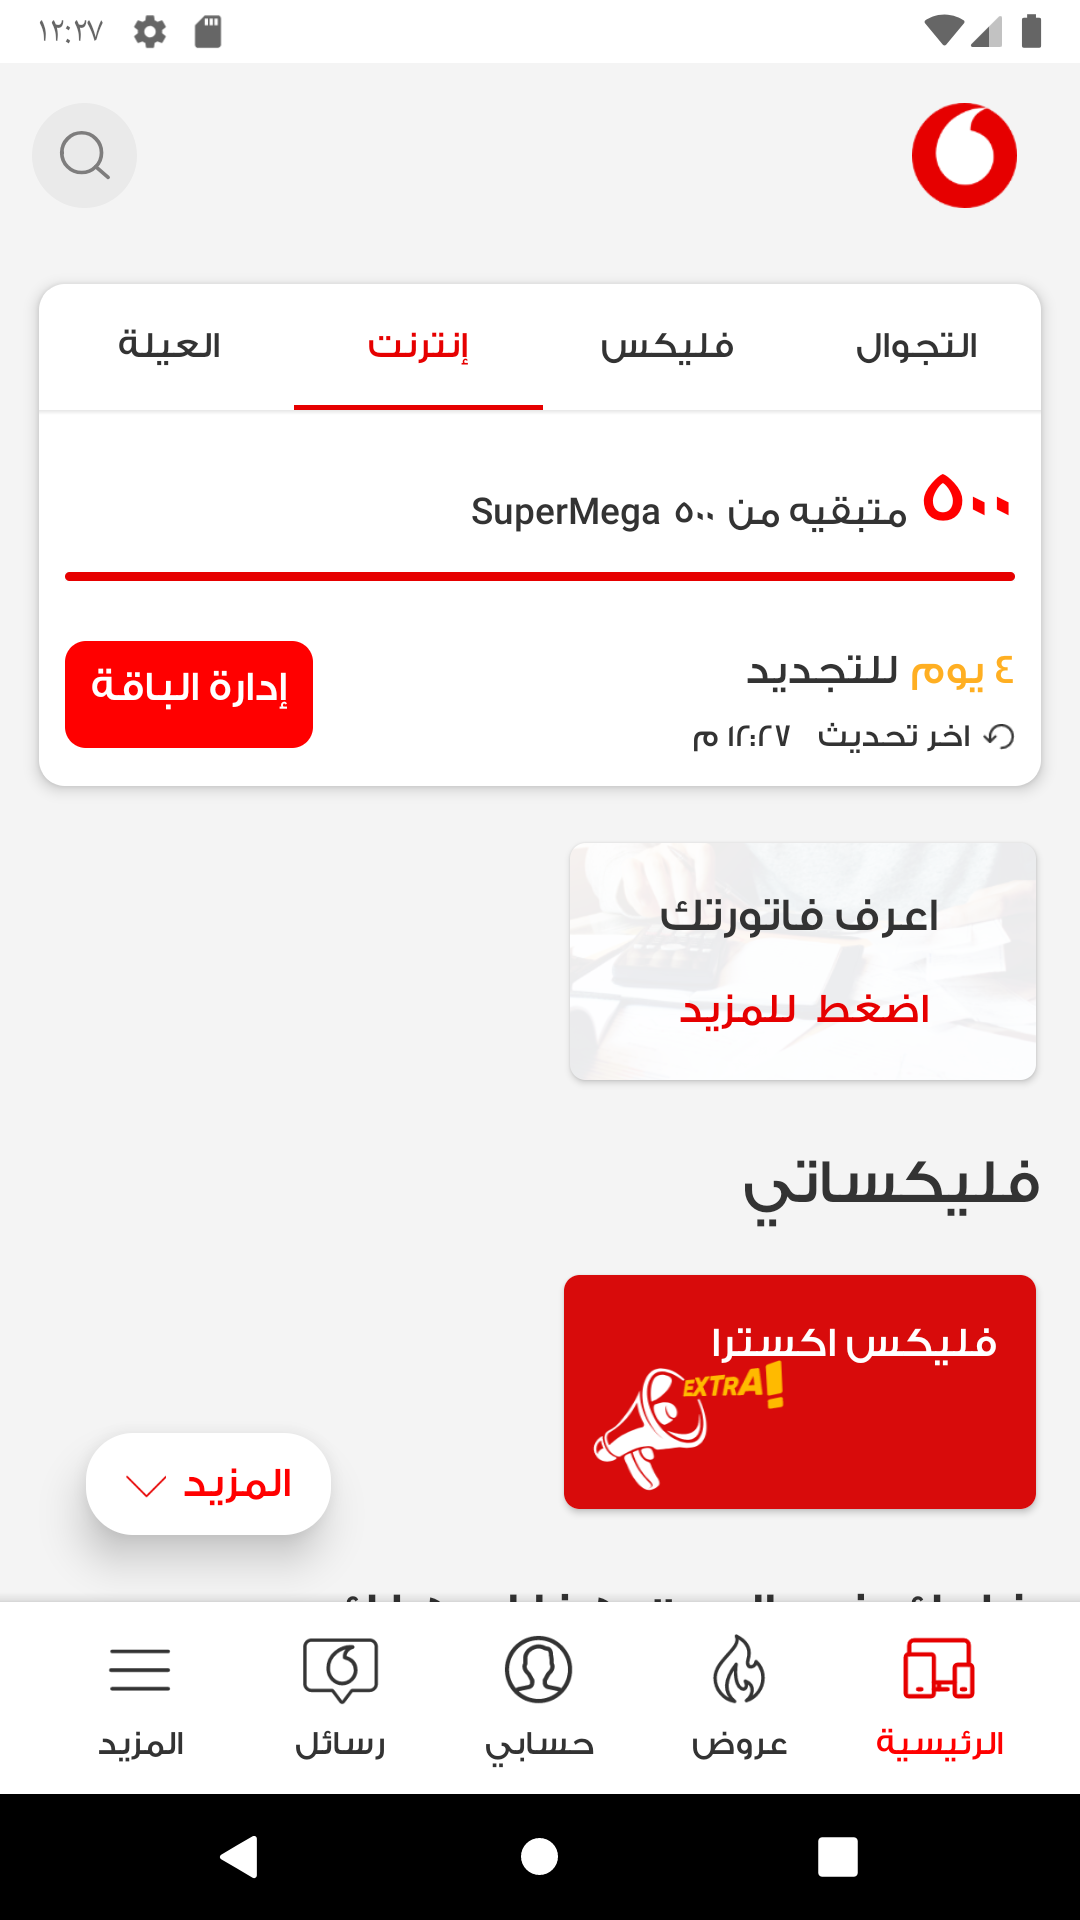 ١٢:٢٧
التجوال
فليكس
إنترنت
العيلة
٥٠٠ متبقيه من ٥٠٠ SuperMega
٤ يوم للتجديد
إدارة الباقة
اخر تحديث ١٢:٢٧ م
اعرف فاتورتك
اضغط للمزيد
فليكساتي
فليكس اكسترا
EXTRA!
المزيد
الرئيسية
عروض
حسابي
رسائل
المزيد